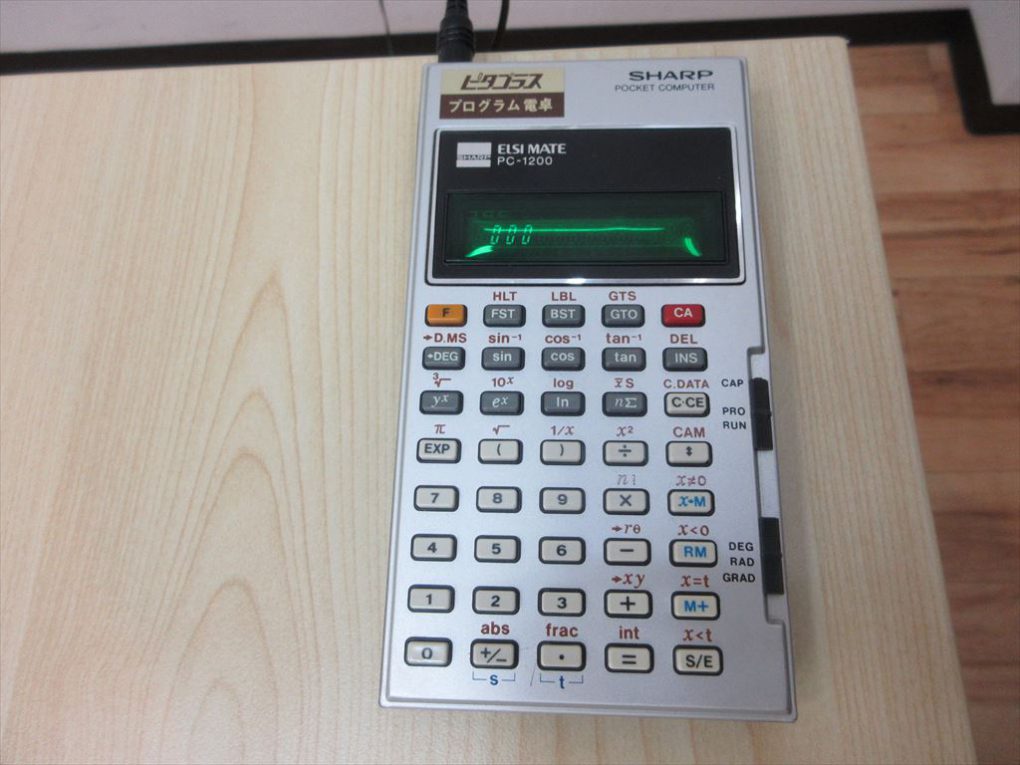 ピタゴラス
SHARP
プログラム電卓
POCKET COMPUTER
SHARP
ELSI MATE
PC-1200
000
HLT LBL GTS
F FST BST GTO CA
→D.MS sin⁻¹ cos⁻¹ tan⁻¹ DEL
→DEG sin cos tan INS
³√ 10ˣ log x̅S C.DATA CAP
yˣ eˣ ln nΣ C·CE PRO
RUN
π √ 1/x x² CAM
EXP ( ) ÷ ↕
n! x≠0
7 8 9 × x→M
→rθ x<0
4 5 6 − RM DEG
RAD
→xy x=t GRAD
1 2 3 + M+
abs frac int x<t
0 +/− · = S/E
s t